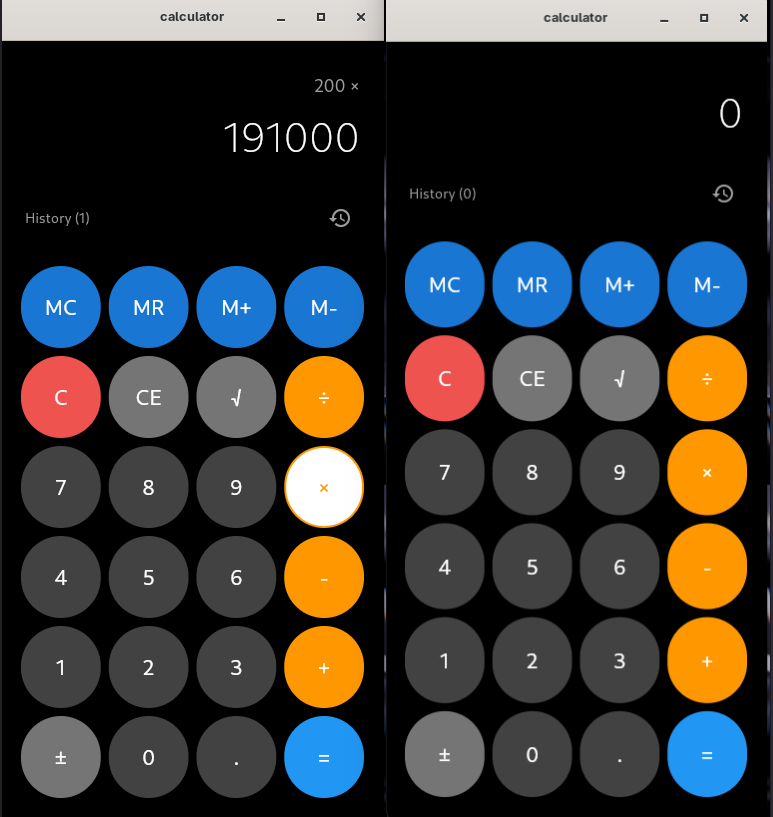 calculator
200 ×
191000
History (1)
MC MR M+ M-
C CE √ ÷
7 8 9 ×
4 5 6 -
1 2 3 +
± 0 . =
calculator
0
History (0)
MC MR M+ M-
C CE √ ÷
7 8 9 ×
4 5 6 -
1 2 3 +
± 0 . =